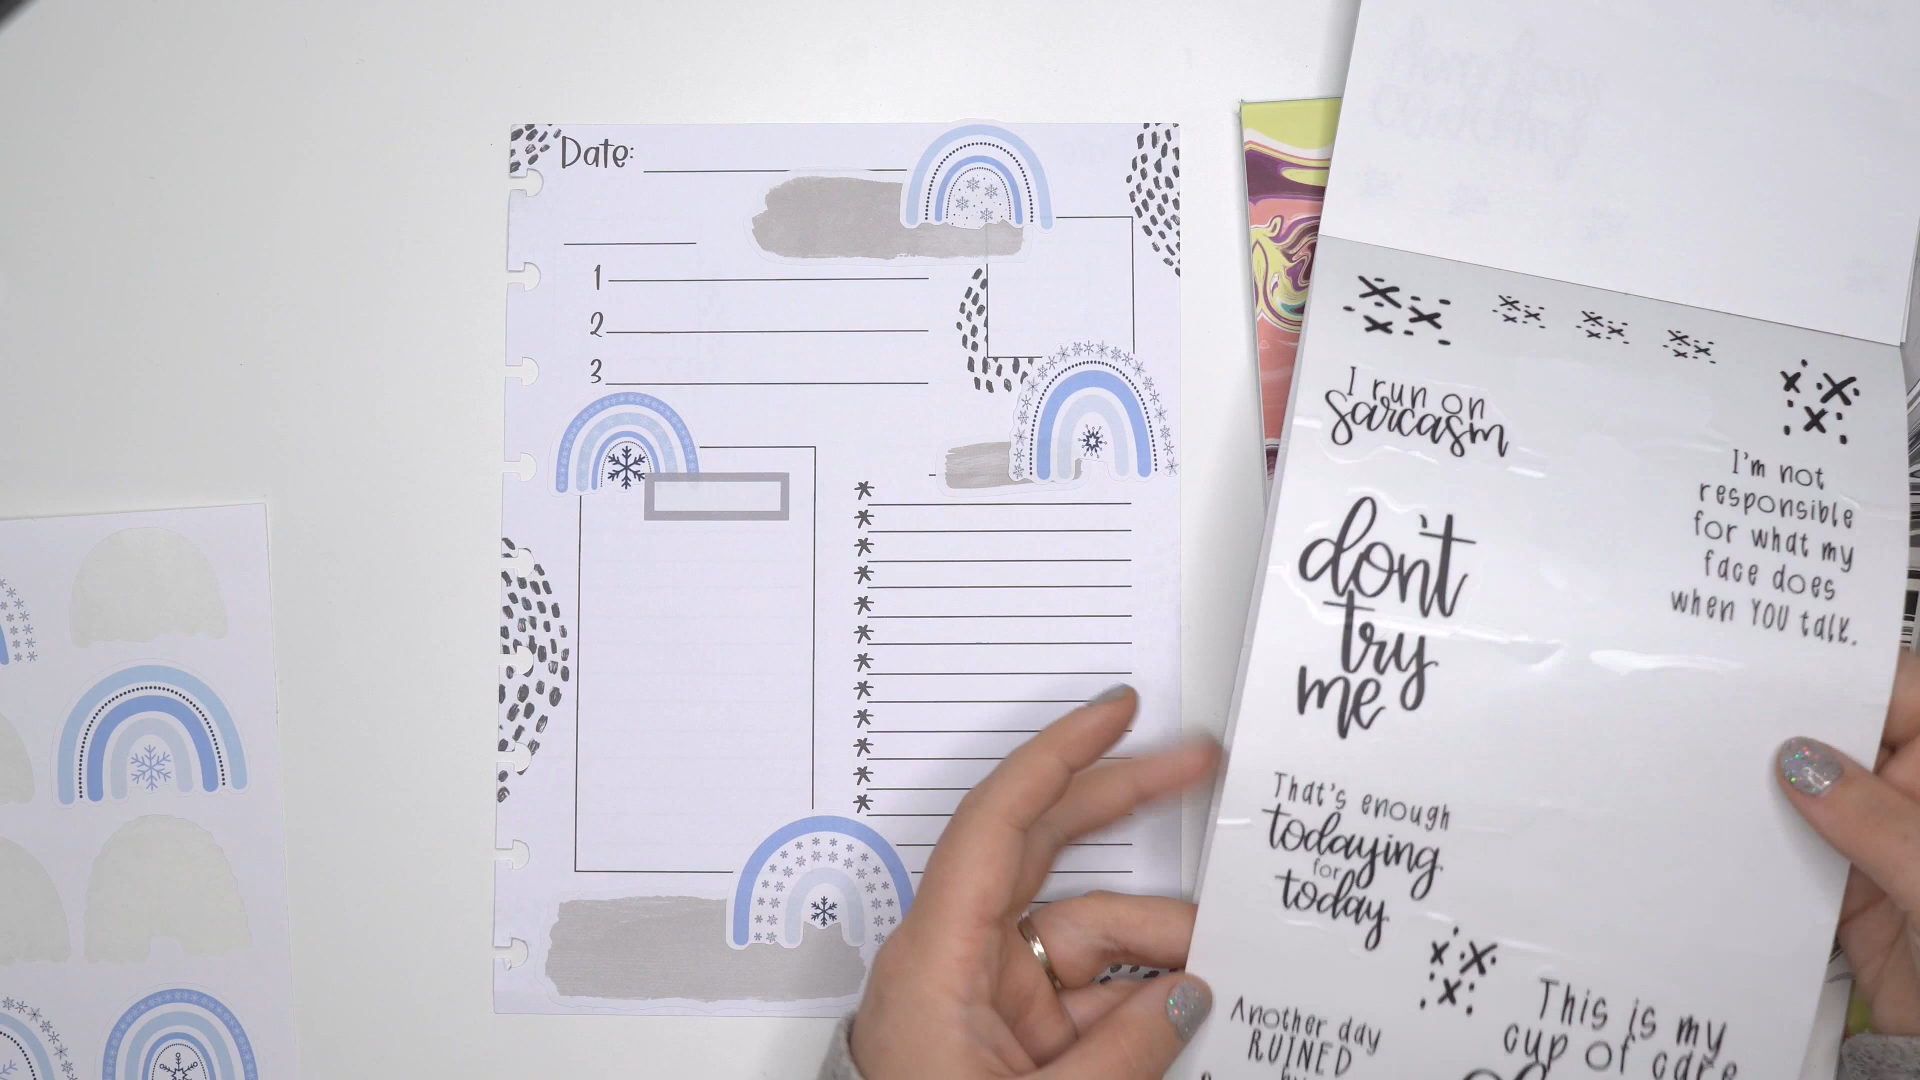 Date:
1
2
3
I run on
sarcasm
I'm not
responsible
for what my
face does
when YOU talk.
don't
try
me
That's enough
todaying
for
today
Another day
RUINED
This is my
cup of care